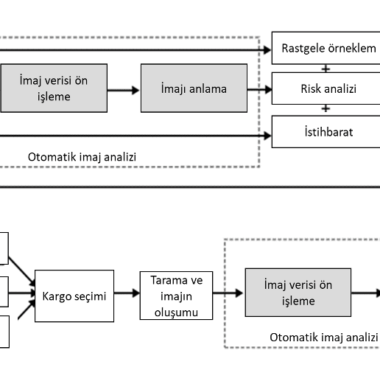 Rastgele örneklem
İmaj verisi ön
işleme
İmajı anlama
+
Risk analizi
+
İstihbarat
Otomatik imaj analizi
Kargo seçimi
Tarama ve
imajın
oluşumu
İmaj verisi ön
işleme
Otomatik imaj analizi